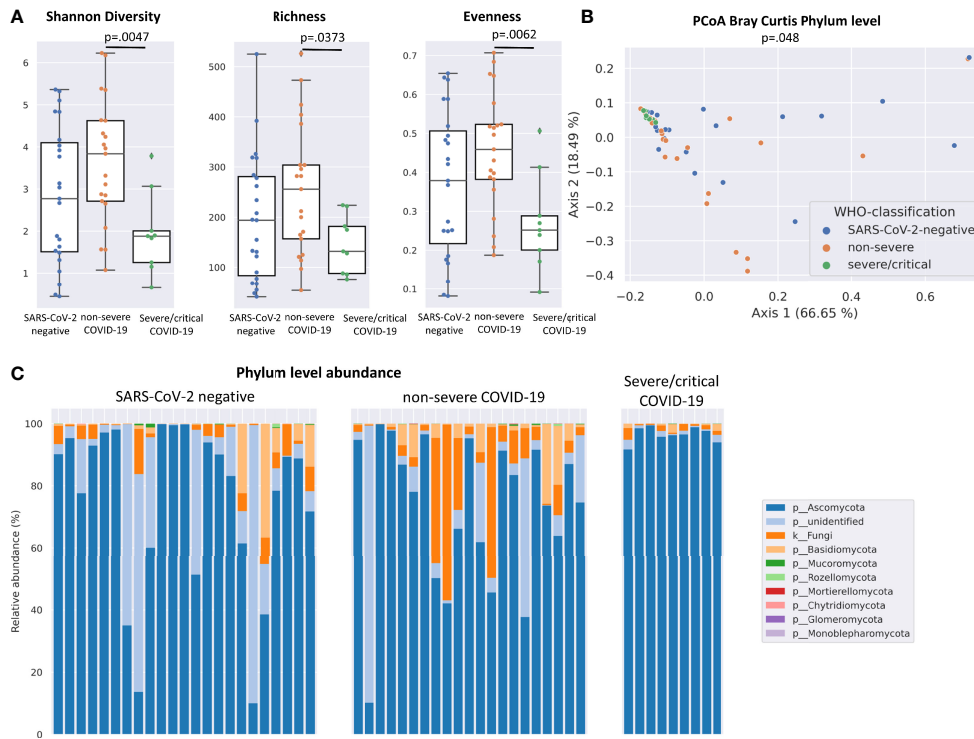 A
Shannon Diversity
p=.0047
6
5
4
3
2
1
SARS-CoV-2 negative
non-severe COVID-19
Severe/critical COVID-19
Richness
p=.0373
500
400
300
200
100
SARS-CoV-2 negative
non-severe COVID-19
Severe/critical COVID-19
Evenness
p=.0062
0.7
0.6
0.5
0.4
0.3
0.2
0.1
SARS-CoV-2 negative
non-severe COVID-19
Severe/critical COVID-19
B
PCoA Bray Curtis Phylum level
p=.048
Axis 2 (18.49 %)
0.2
0.1
0.0
−0.1
−0.2
−0.3
−0.4
−0.2
0.0
0.2
0.4
0.6
Axis 1 (66.65 %)
WHO-classification
SARS-CoV-2-negative
non-severe
severe/critical
C
Phylum level abundance
SARS-CoV-2 negative
non-severe COVID-19
Severe/critical
COVID-19
Relative abundance (%)
100
80
60
40
20
0
p__Ascomycota
p__unidentified
k__Fungi
p__Basidiomycota
p__Mucoromycota
p__Rozellomycota
p__Mortierellomycota
p__Chytridiomycota
p__Glomeromycota
p__Monoblepharomycota